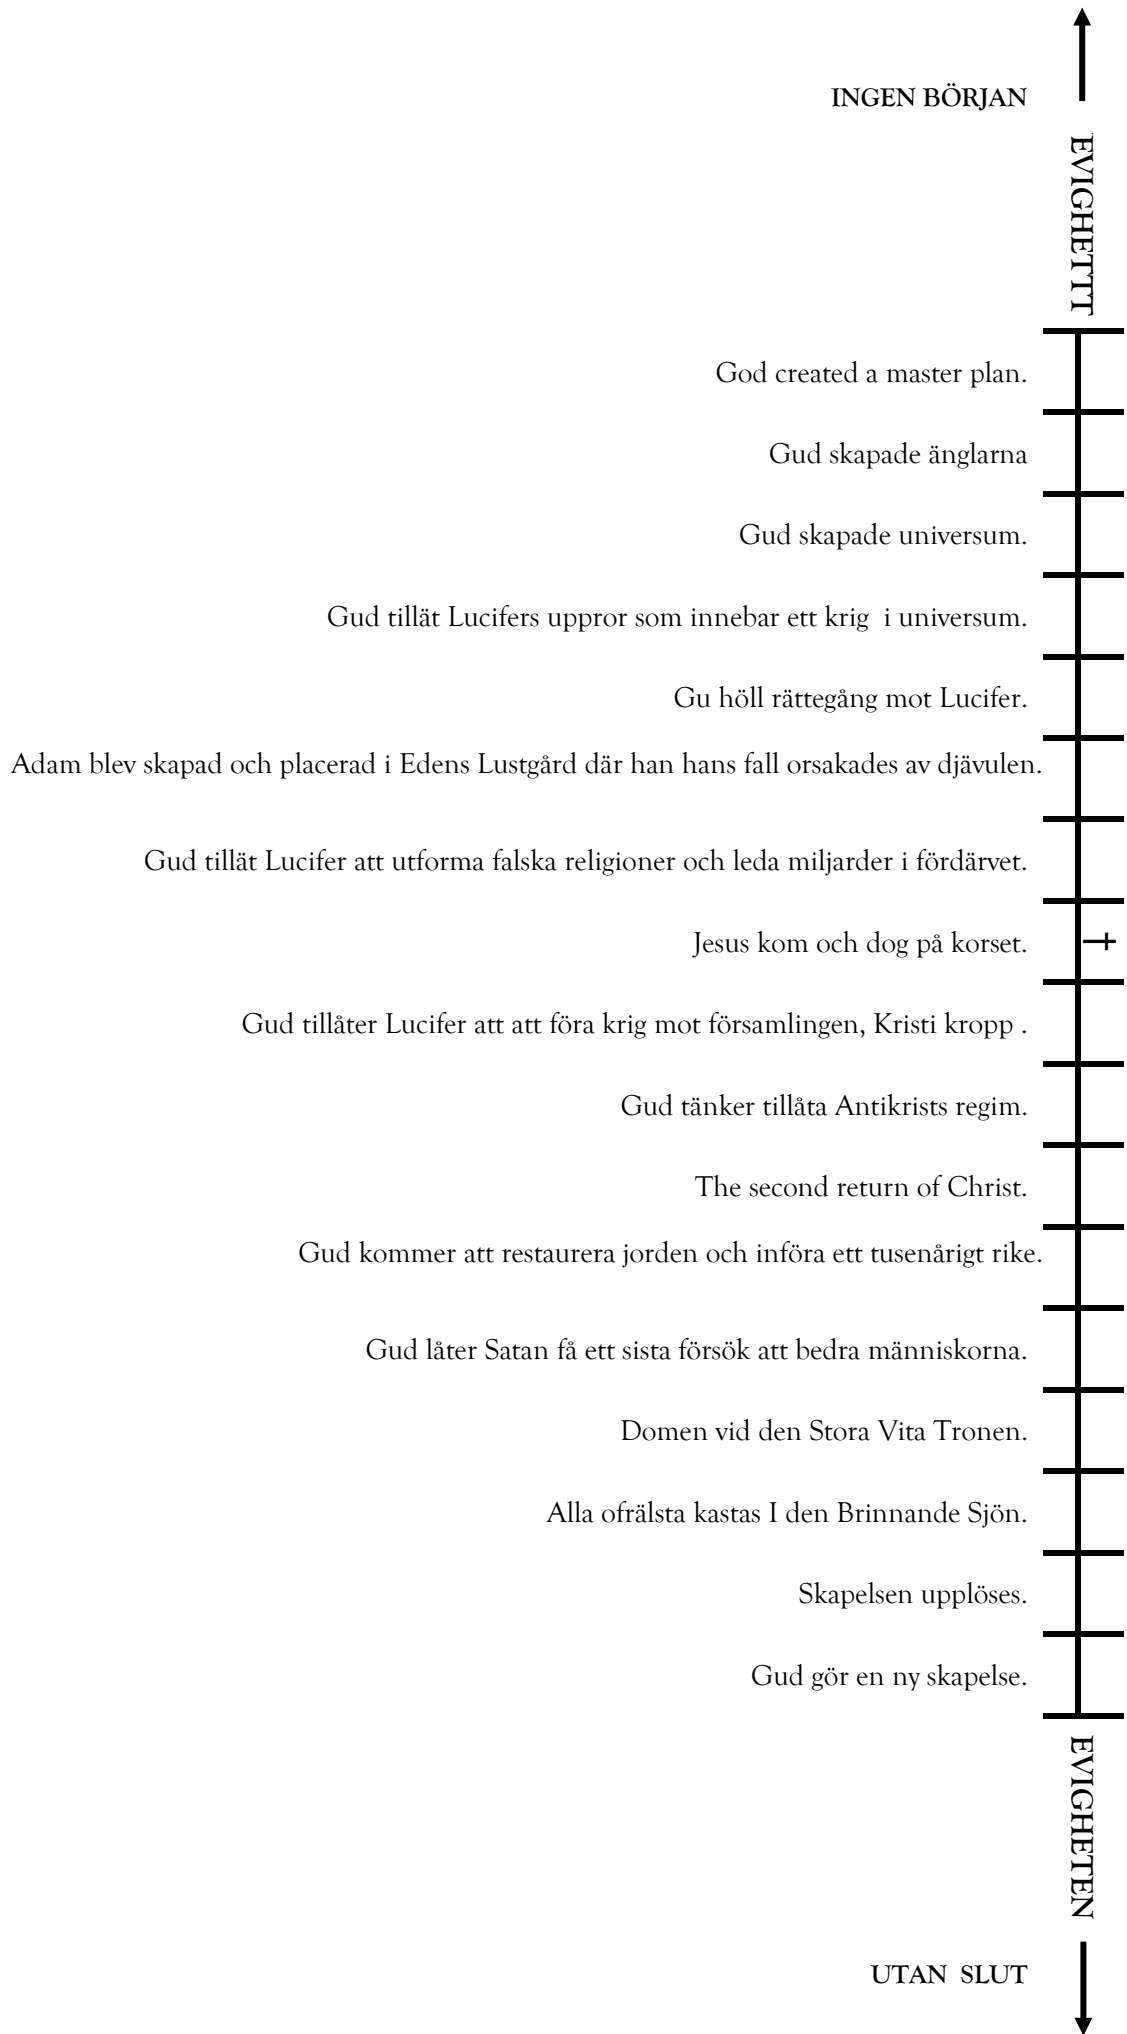 INGEN BÖRJAN
EVIGHETTT
God created a master plan.
Gud skapade änglarna
Gud skapade universum.
Gud tillät Lucifers uppror som innebar ett krig  i universum.
Gu höll rättegång mot Lucifer.
Adam blev skapad och placerad i Edens Lustgård där han hans fall orsakades av djävulen.
Gud tillät Lucifer att utforma falska religioner och leda miljarder i fördärvet.
Jesus kom och dog på korset.
Gud tillåter Lucifer att att föra krig mot församlingen, Kristi kropp .
Gud tänker tillåta Antikrists regim.
The second return of Christ.
Gud kommer att restaurera jorden och införa ett tusenårigt rike.
Gud låter Satan få ett sista försök att bedra människorna.
Domen vid den Stora Vita Tronen.
Alla ofrälsta kastas I den Brinnande Sjön.
Skapelsen upplöses.
Gud gör en ny skapelse.
EVIGHETEN
UTAN  SLUT